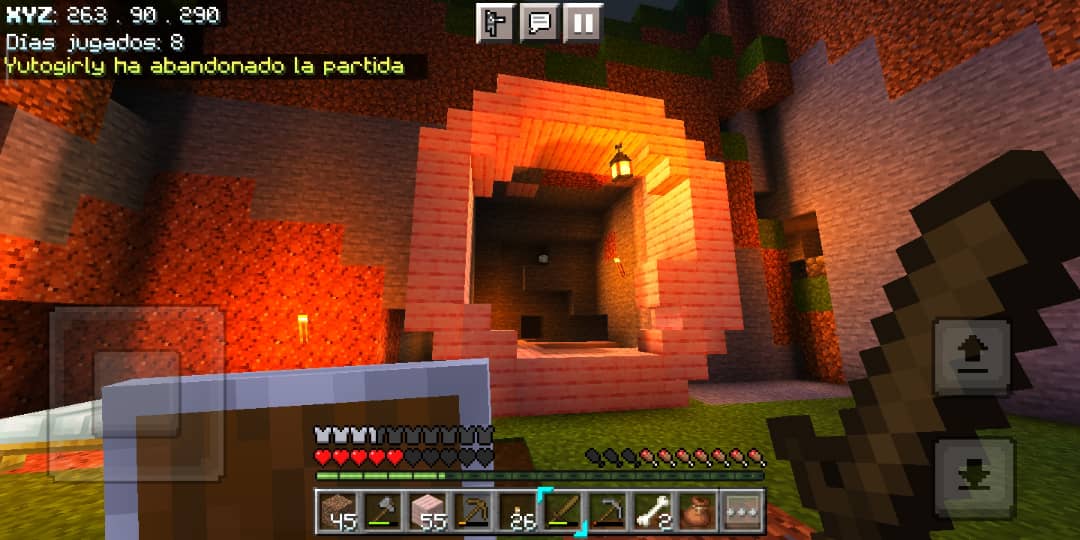 XYZ: 263 . 90 . 290
Días jugados: 8
Yutogirly ha abandonado la partida
45
55
26
2